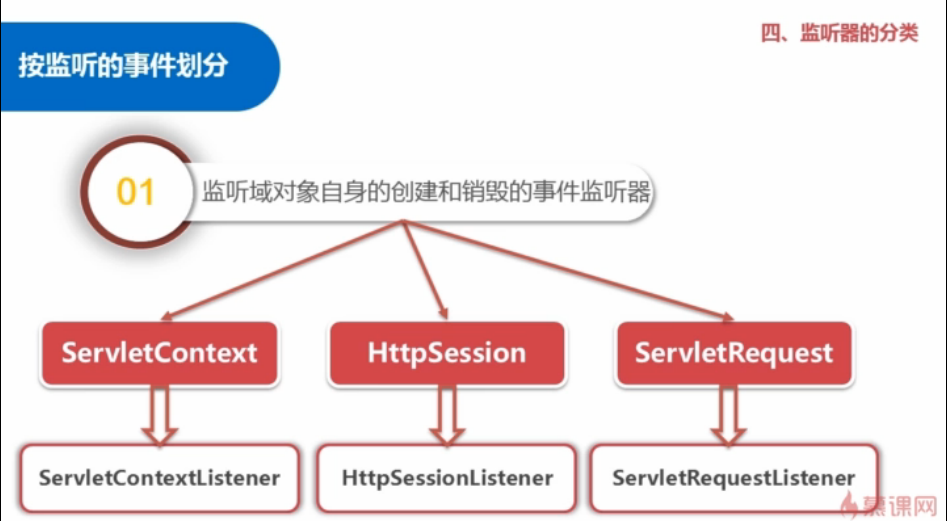 四、监听器的分类
按监听的事件划分
01
监听域对象自身的创建和销毁的事件监听器
ServletContext
HttpSession
ServletRequest
ServletContextListener
HttpSessionListener
ServletRequestListener
慕课网